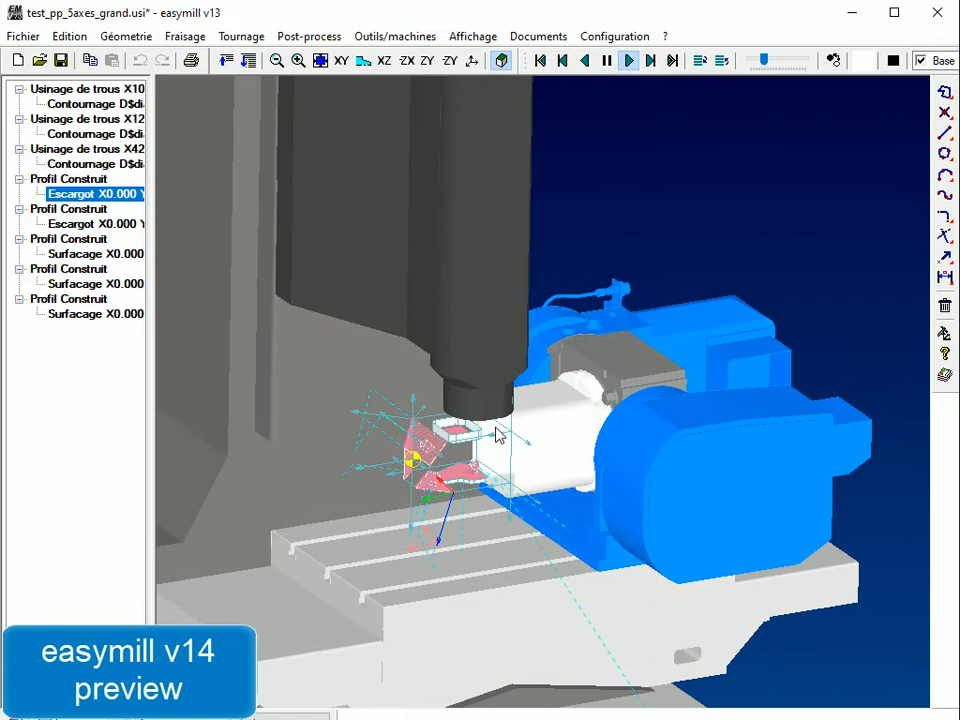 test_pp_5axes_grand.usi* - easymill v13
Fichier Edition Géometrie Fraisage Tournage Post-process Outils/machines Affichage Documents Configuration ?
XY XZ -ZX ZY -ZY Base
Usinage de trous X10
Contournage D$di
Usinage de trous X12
Contournage D$di
Usinage de trous X42
Contournage D$di
Profil Construit
Escargot X0.000 Y
Profil Construit
Escargot X0.000 Y
Profil Construit
Surfacage X0.000
Profil Construit
Surfacage X0.000
Profil Construit
Surfacage X0.000
easymill v14
preview